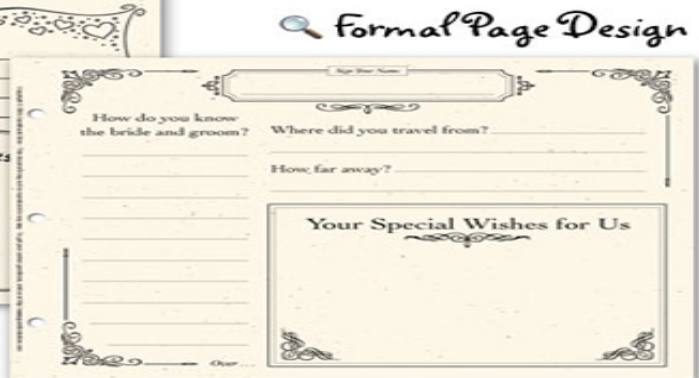 Formal Page Design
Sign Your Name
How do you know
the bride and groom?
Where did you travel from?
How far away?
Your Special Wishes for Us
Over...